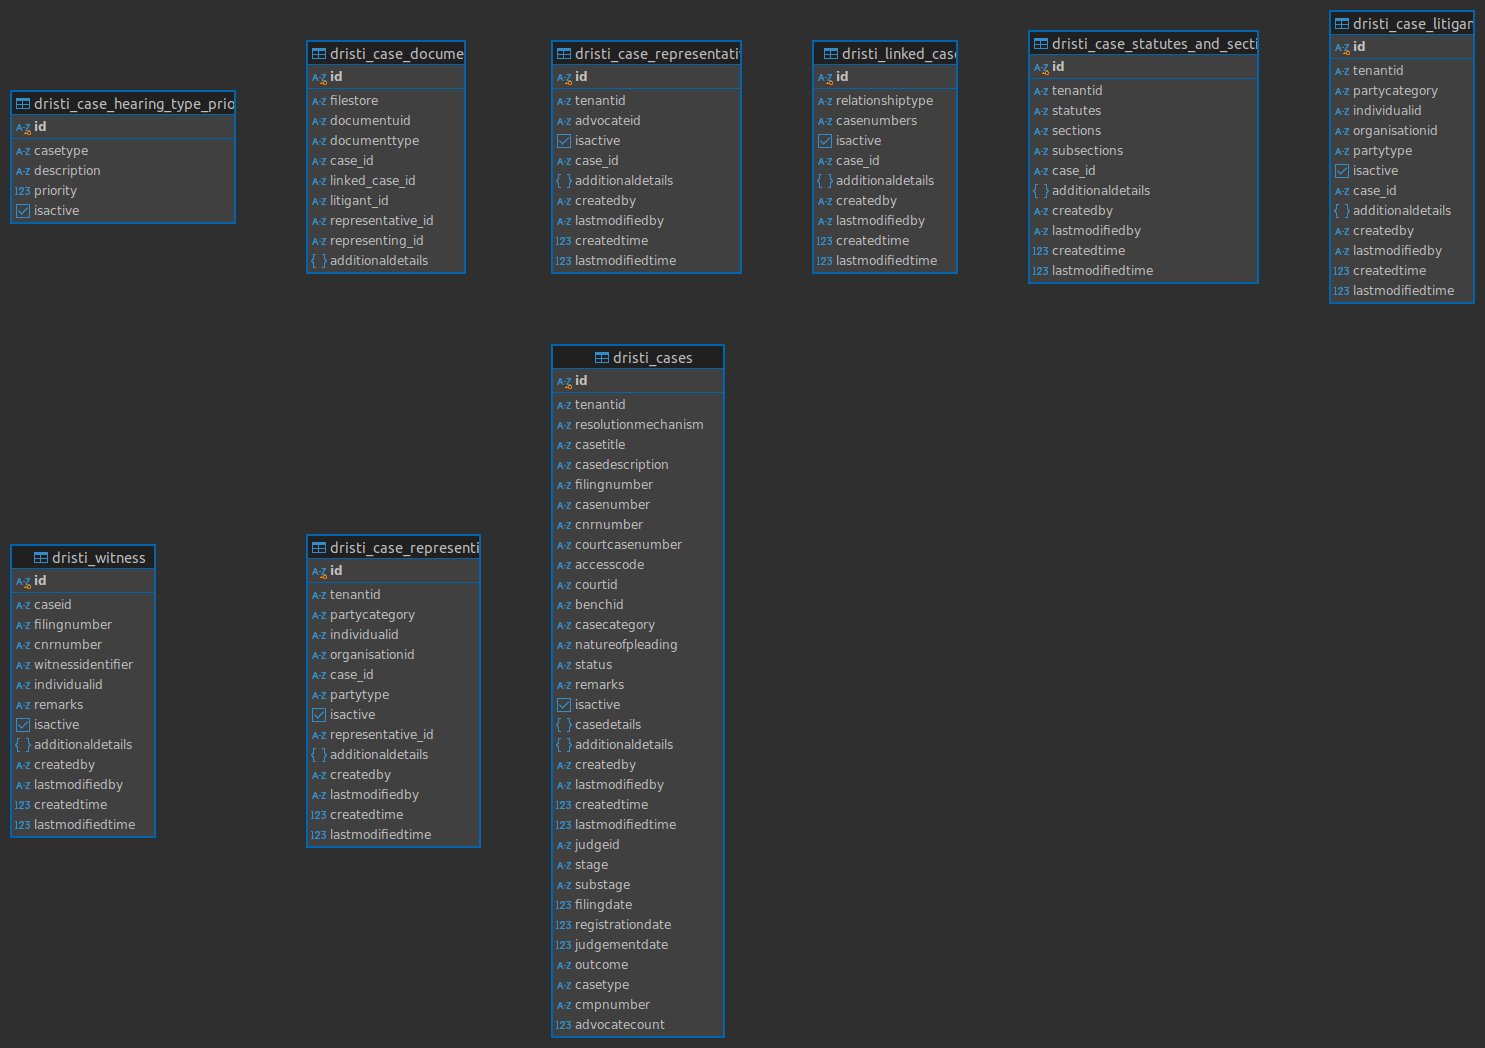 dristi_case_hearing_type_prio
id
casetype
description
123 priority
isactive
dristi_case_docume
id
filestore
documentuid
documenttype
case_id
linked_case_id
litigant_id
representative_id
representing_id
{ } additionaldetails
dristi_case_representati
id
tenantid
advocateid
isactive
case_id
{ } additionaldetails
createdby
lastmodifiedby
123 createdtime
123 lastmodifiedtime
dristi_linked_cas
id
relationshiptype
casenumbers
isactive
case_id
{ } additionaldetails
createdby
lastmodifiedby
123 createdtime
123 lastmodifiedtime
dristi_case_statutes_and_secti
id
tenantid
statutes
sections
subsections
case_id
{ } additionaldetails
createdby
lastmodifiedby
123 createdtime
123 lastmodifiedtime
dristi_case_litigar
id
tenantid
partycategory
individualid
organisationid
partytype
isactive
case_id
{ } additionaldetails
createdby
lastmodifiedby
123 createdtime
123 lastmodifiedtime
dristi_witness
id
caseid
filingnumber
cnrnumber
witnessidentifier
individualid
remarks
isactive
{ } additionaldetails
createdby
lastmodifiedby
123 createdtime
123 lastmodifiedtime
dristi_case_representi
id
tenantid
partycategory
individualid
organisationid
case_id
partytype
isactive
representative_id
{ } additionaldetails
createdby
lastmodifiedby
123 createdtime
123 lastmodifiedtime
dristi_cases
id
tenantid
resolutionmechanism
casetitle
casedescription
filingnumber
casenumber
cnrnumber
courtcasenumber
accesscode
courtid
benchid
casecategory
natureofpleading
status
remarks
isactive
{ } casedetails
{ } additionaldetails
createdby
lastmodifiedby
123 createdtime
123 lastmodifiedtime
judgeid
stage
substage
123 filingdate
123 registrationdate
123 judgementdate
outcome
casetype
cmpnumber
123 advocatecount